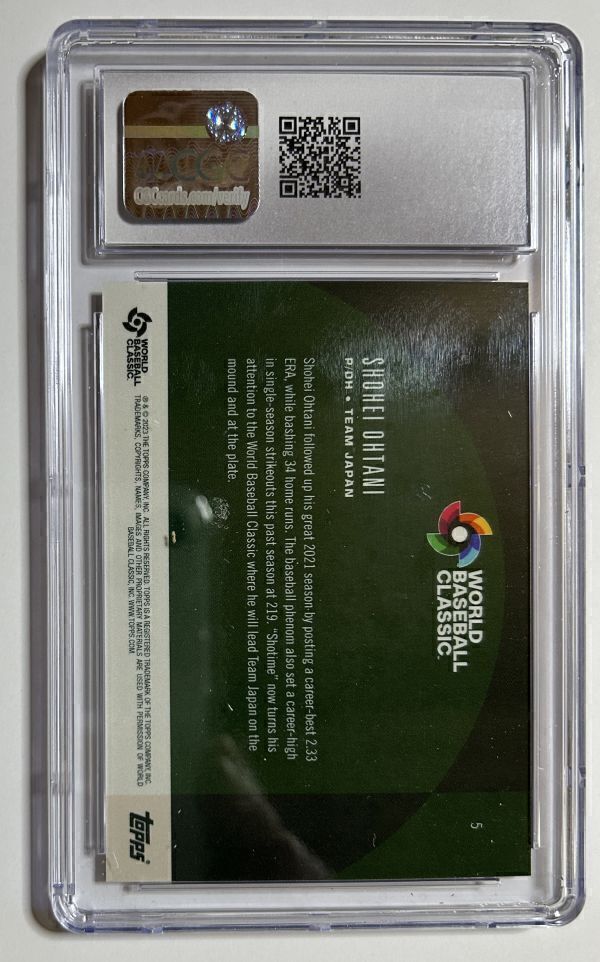 CGC
CGCcards.com/verify
WORLD
BASEBALL
CLASSIC.
5
SHOHEI OHTANI
P/DH • TEAM JAPAN
Shohei Ohtani followed up his great 2021 season by posting a career-best 2.33
ERA, while bashing 34 home runs. The baseball phenom also set a career-high
in single-season strikeouts this past season at 219. "Shotime" now turns his
attention to the World Baseball Classic where he will lead Team Japan on the
mound and at the plate.
WORLD
BASEBALL
CLASSIC.
® & © 2023 THE TOPPS COMPANY, INC. ALL RIGHTS RESERVED. TOPPS IS A REGISTERED TRADEMARK OF THE TOPPS COMPANY, INC.
TRADEMARKS, COPYRIGHTS, NAMES, IMAGES AND OTHER PROPRIETARY MATERIALS ARE USED WITH PERMISSION OF WORLD
BASEBALL CLASSIC, INC. WWW.TOPPS.COM
topps®